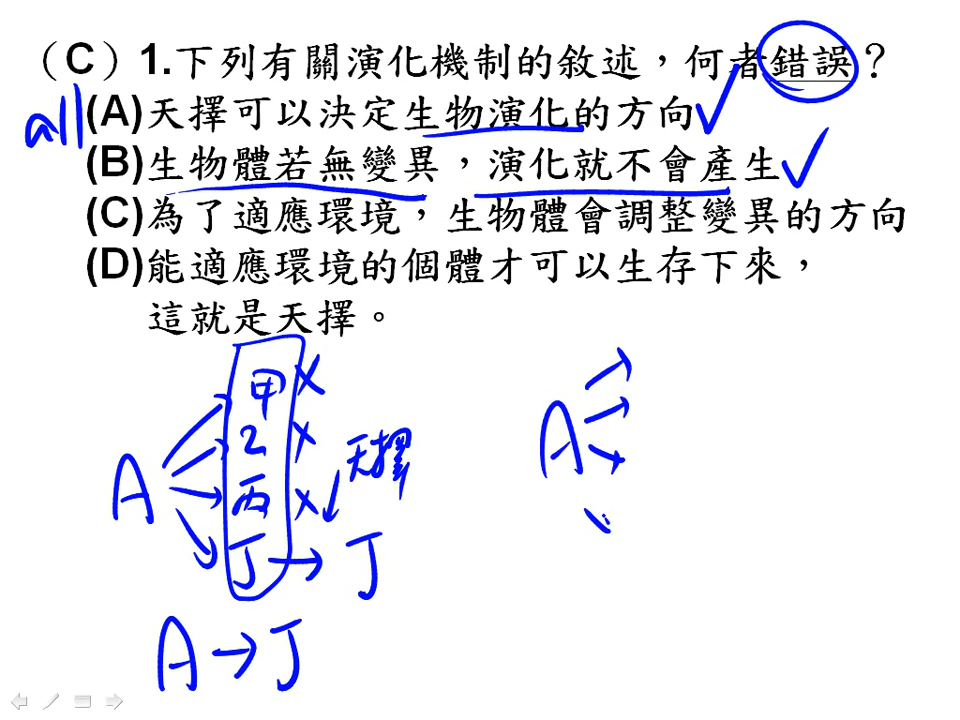 （C）1.下列有關演化機制的敘述，何者錯誤？
all
(A)天擇可以決定生物演化的方向
(B)生物體若無變異，演化就不會產生
(C)為了適應環境，生物體會調整變異的方向
(D)能適應環境的個體才可以生存下來，
這就是天擇。
甲 X
乙 X 天擇
A 丙 X
丁 → 丁
A → 丁
A